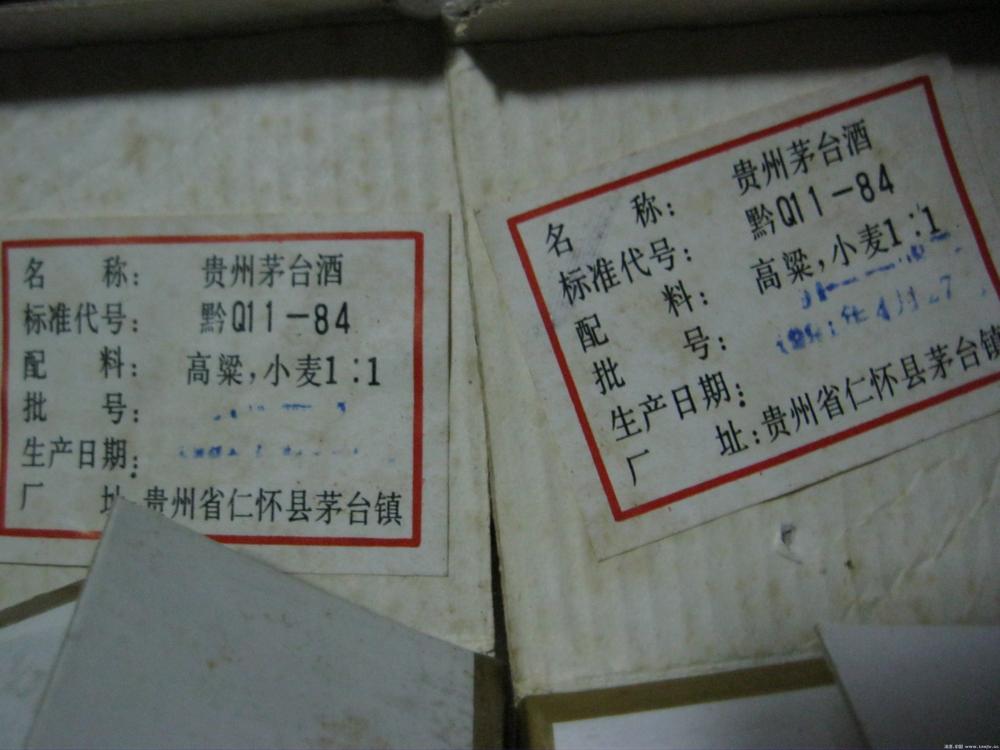 名 称: 贵州茅台酒
标准代号: 黔Q11-84
配 料: 高粱,小麦1:1
批 号:
生产日期:
厂 址:贵州省仁怀县茅台镇
名 称: 贵州茅台酒
标准代号: 黔Q11-84
配 料: 高粱,小麦1:1
批 号:
生产日期:
厂 址:贵州省仁怀县茅台镇